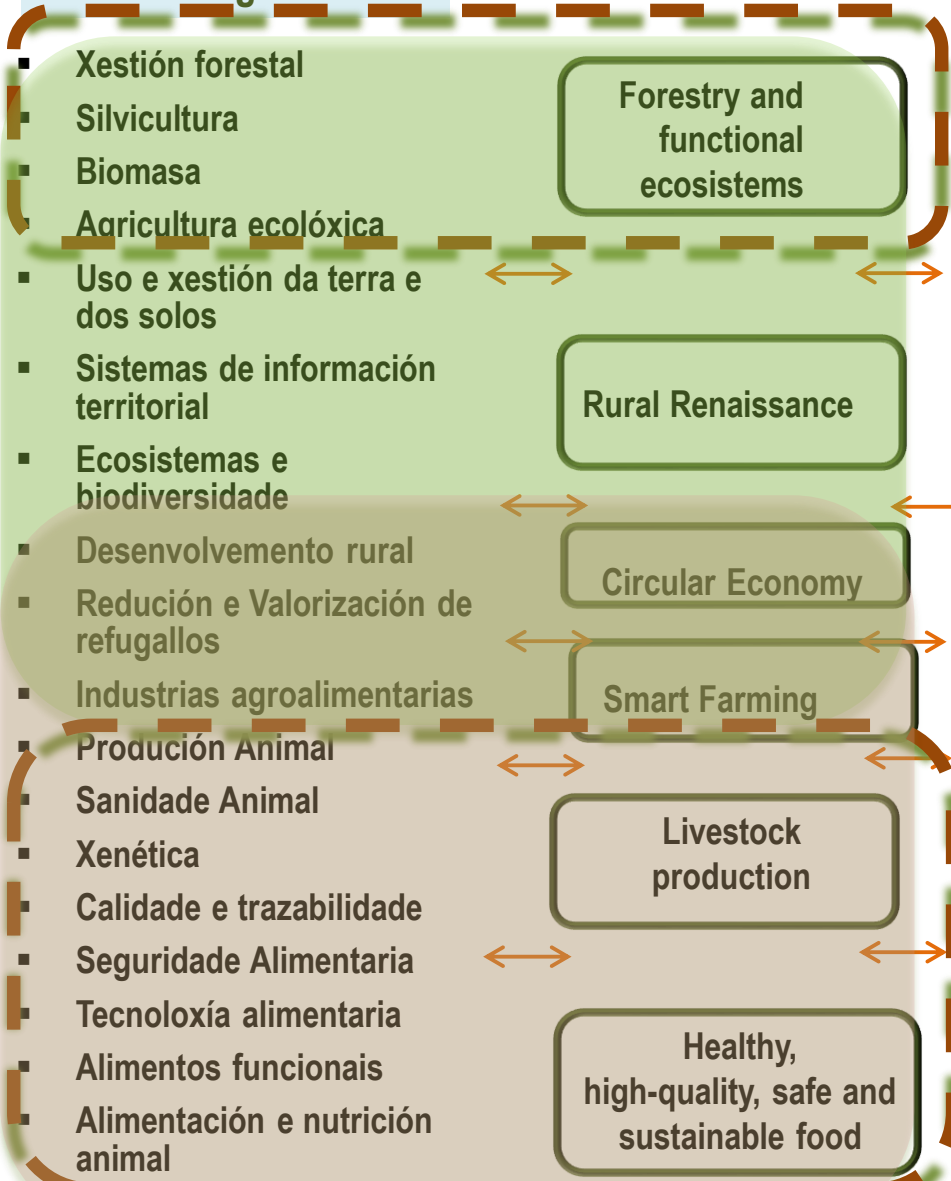 Xestión forestal
Silvicultura
Biomasa
Agricultura ecolóxica
Uso e xestión da terra e
dos solos
Sistemas de información
territorial
Ecosistemas e
biodiversidade
Desenvolvemento rural
Redución e Valorización de
refugallos
Industrias agroalimentarias
Produción Animal
Sanidade Animal
Xenética
Calidade e trazabilidade
Seguridade Alimentaria
Tecnoloxía alimentaria
Alimentos funcionais
Alimentación e nutrición
animal
Forestry and
functional
ecosistems
Rural Renaissance
Circular Economy
Smart Farming
Livestock
production
Healthy,
high-quality, safe and
sustainable food